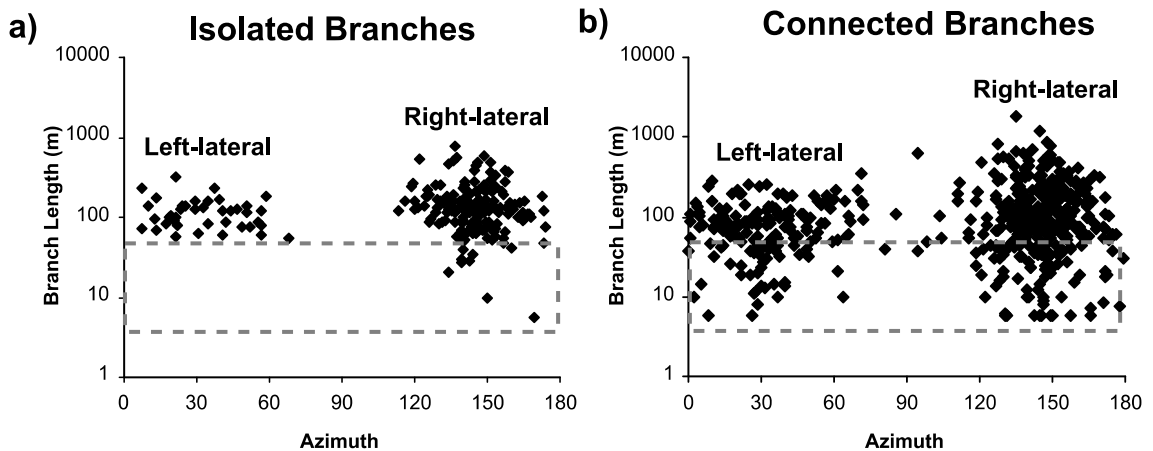 a)
Isolated Branches
10000
1000
100
10
1
Branch Length (m)
Left-lateral
Right-lateral
0 30 60 90 120 150 180
Azimuth
b)
Connected Branches
10000
1000
100
10
1
Branch Length (m)
Left-lateral
Right-lateral
0 30 60 90 120 150 180
Azimuth